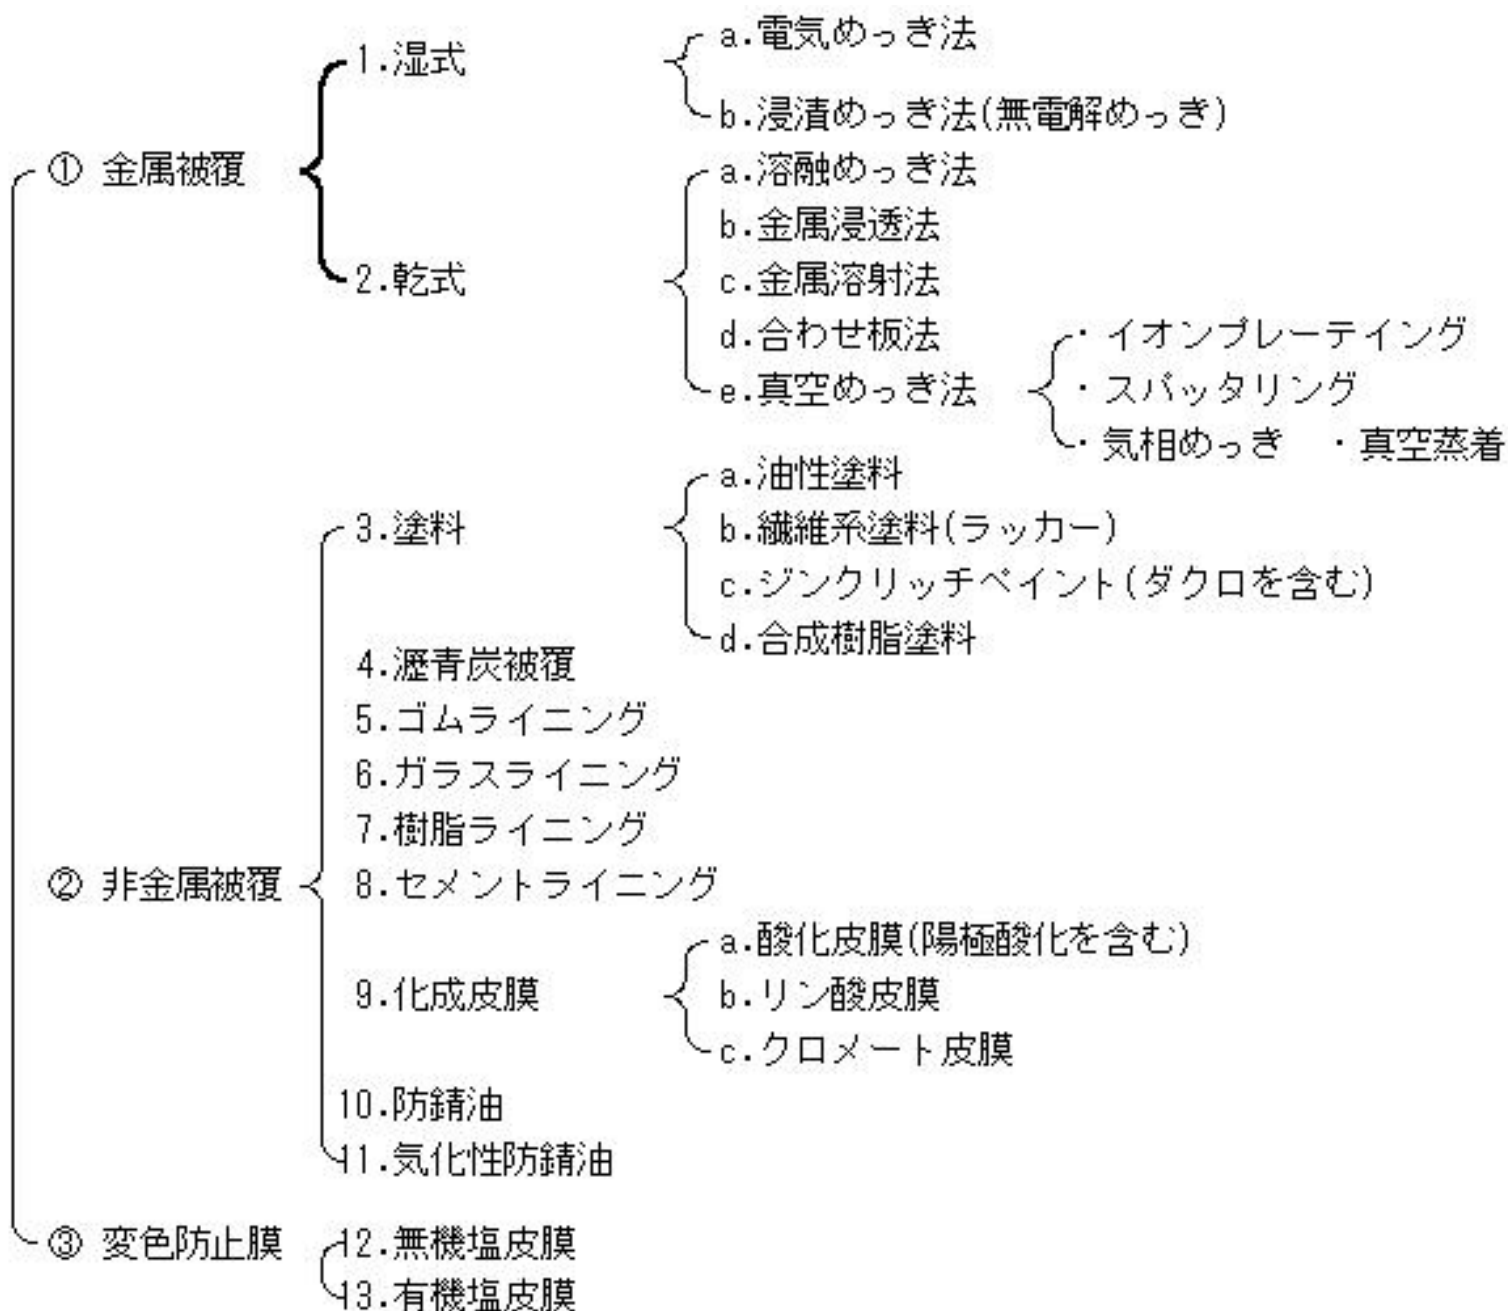 ① 金属被覆
1.湿式
a.電気めっき法
b.浸漬めっき法(無電解めっき)
2.乾式
a.溶融めっき法
b.金属浸透法
c.金属溶射法
d.合わせ板法
e.真空めっき法
・イオンプレーテイング
・スパッタリング
・気相めっき ・真空蒸着
② 非金属被覆
3.塗料
a.油性塗料
b.繊維系塗料(ラッカー)
c.ジンクリッチペイント(ダクロを含む)
d.合成樹脂塗料
4.瀝青炭被覆
5.ゴムライニング
6.ガラスライニング
7.樹脂ライニング
8.セメントライニング
9.化成皮膜
a.酸化皮膜(陽極酸化を含む)
b.リン酸皮膜
c.クロメート皮膜
10.防錆油
11.気化性防錆油
③ 変色防止膜
12.無機塩皮膜
13.有機塩皮膜